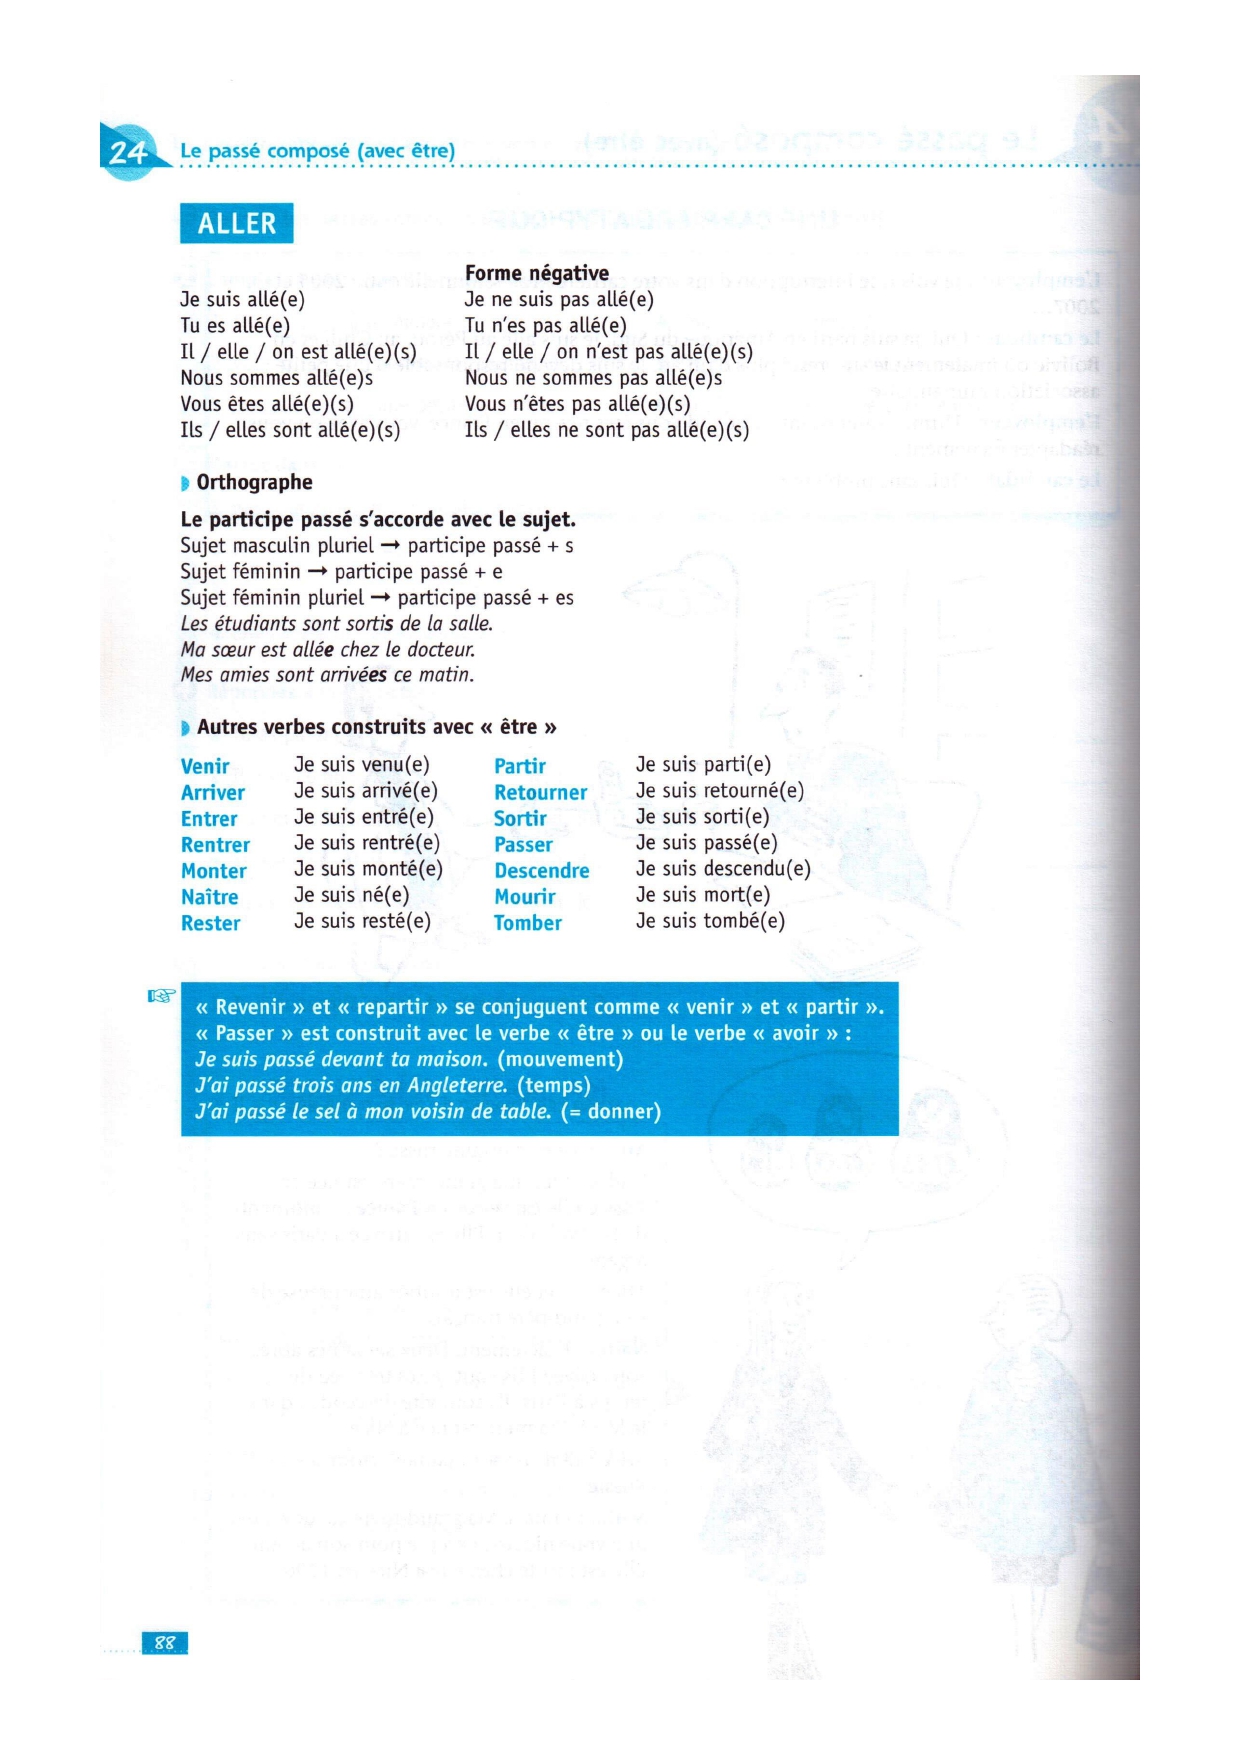 24 Le passé composé (avec être)
ALLER
Forme négative
Je suis allé(e) Je ne suis pas allé(e)
Tu es allé(e) Tu n'es pas allé(e)
Il / elle / on est allé(e)(s) Il / elle / on n'est pas allé(e)(s)
Nous sommes allé(e)s Nous ne sommes pas allé(e)s
Vous êtes allé(e)(s) Vous n'êtes pas allé(e)(s)
Ils / elles sont allé(e)(s) Ils / elles ne sont pas allé(e)(s)
Orthographe
Le participe passé s'accorde avec le sujet.
Sujet masculin pluriel → participe passé + s
Sujet féminin → participe passé + e
Sujet féminin pluriel → participe passé + es
Les étudiants sont sortis de la salle.
Ma sœur est allée chez le docteur.
Mes amies sont arrivées ce matin.
Autres verbes construits avec « être »
Venir Je suis venu(e) Partir Je suis parti(e)
Arriver Je suis arrivé(e) Retourner Je suis retourné(e)
Entrer Je suis entré(e) Sortir Je suis sorti(e)
Rentrer Je suis rentré(e) Passer Je suis passé(e)
Monter Je suis monté(e) Descendre Je suis descendu(e)
Naître Je suis né(e) Mourir Je suis mort(e)
Rester Je suis resté(e) Tomber Je suis tombé(e)
« Revenir » et « repartir » se conjuguent comme « venir » et « partir ».
« Passer » est construit avec le verbe « être » ou le verbe « avoir » :
Je suis passé devant ta maison. (mouvement)
J'ai passé trois ans en Angleterre. (temps)
J'ai passé le sel à mon voisin de table. (= donner)
88